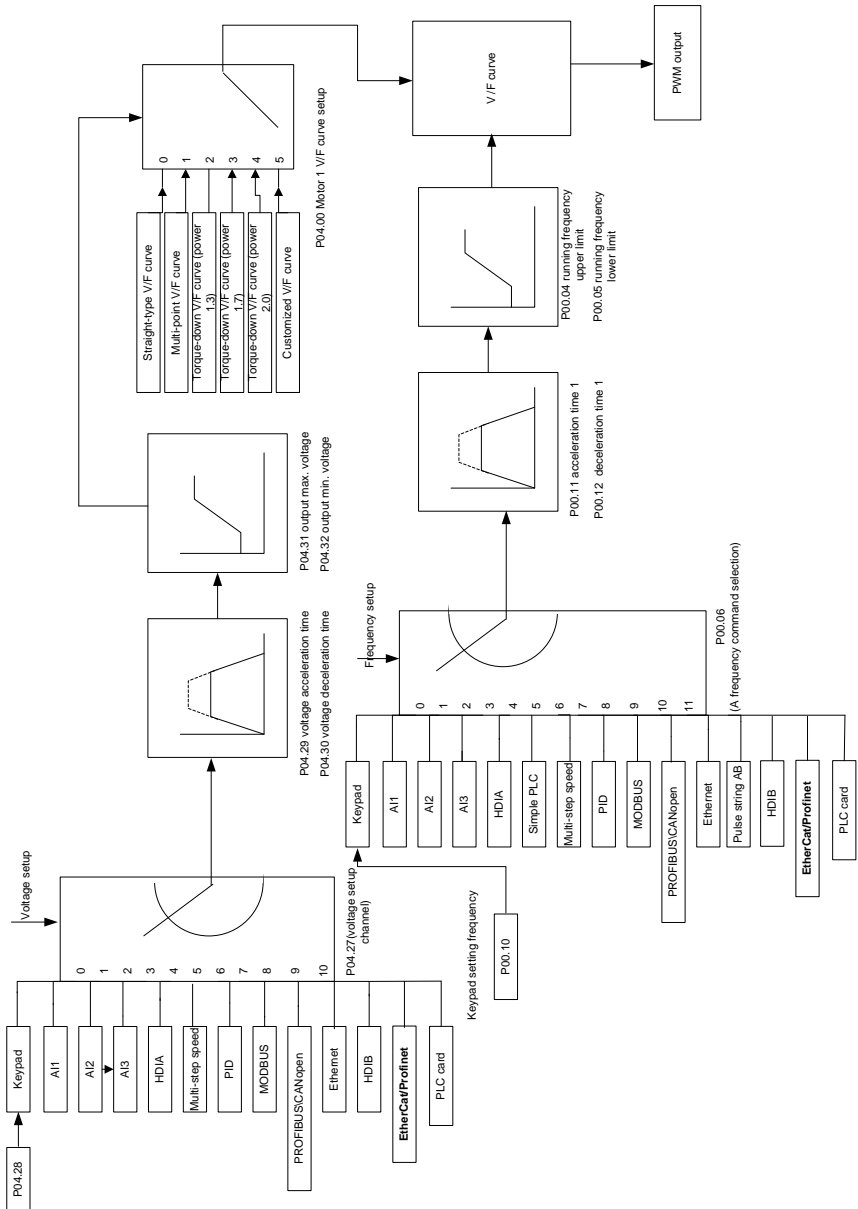 P04.28
Keypad
AI1
AI2
AI3
HDIA
Multi-step speed
PID
MODBUS
PROFIBUS\CANopen
Ethernet
HDIB
EtherCat/Profinet
PLC card
0
1
2
3
4
5
6
7
8
9
10
Voltage setup
P04.27(voltage setup
channel)
P04.29 voltage acceleration time
P04.30 voltage deceleration time
P04.31 output max. voltage
P04.32 output min. voltage
Straight-type V/F curve
Multi-point V/F curve
Torque-down V/F curve (power
1.3)
Torque-down V/F curve (power
1.7)
Torque-down V/F curve (power
2.0)
Customized V/F curve
0
1
2
3
4
5
P04.00 Motor 1 V/F curve setup
Keypad setting frequency
P00.10
Keypad
AI1
AI2
AI3
HDIA
Simple PLC
Multi-step speed
PID
MODBUS
PROFIBUS\CANopen
Ethernet
Pulse string AB
HDIB
EtherCat/Profinet
PLC card
0
1
2
3
4
5
6
7
8
9
10
11
Frequency setup
P00.06
(A frequency command selection)
P00.11 acceleration time 1
P00.12 deceleration time 1
P00.04 running frequency
upper limit
P00.05 running frequency
lower limit
V/F curve
PWM output